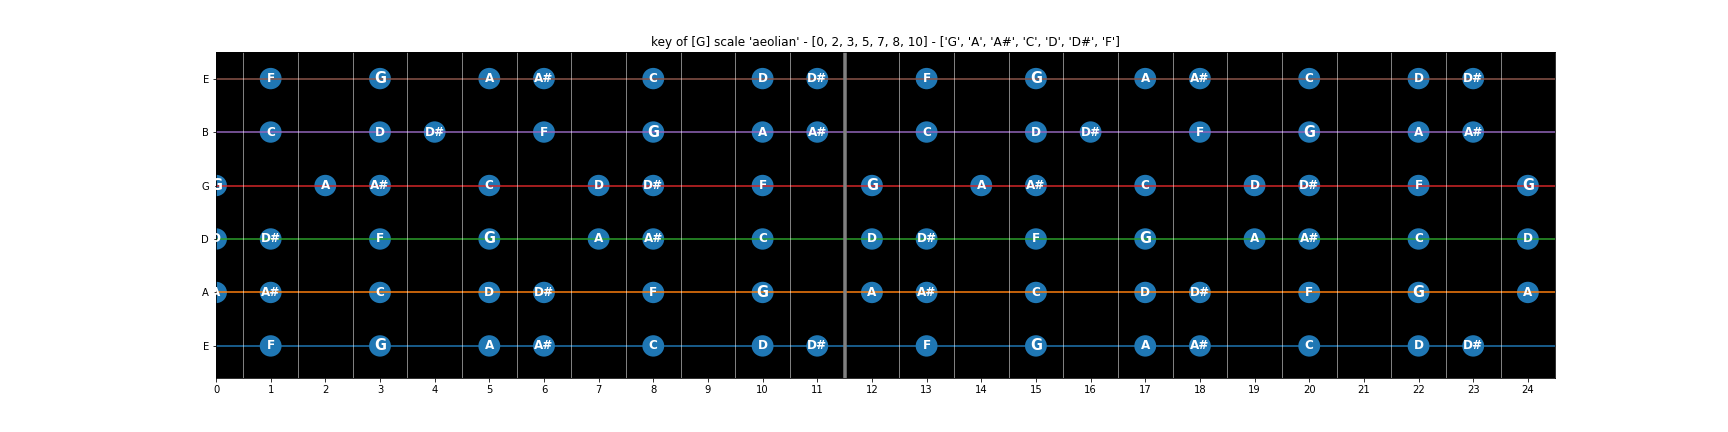 key of [G] scale 'aeolian' - [0, 2, 3, 5, 7, 8, 10] - ['G', 'A', 'A#', 'C', 'D', 'D#', 'F']
E F G A A# C D D# F G A A# C D D#
B C D D# F G A A# C D D# F G A A#
G G A A# C D D# F G A A# C D D# F G
D D D# F G A A# C D D# F G A A# C D
A A A# C D D# F G A A# C D D# F G A
E F G A A# C D D# F G A A# C D D#
0 1 2 3 4 5 6 7 8 9 10 11 12 13 14 15 16 17 18 19 20 21 22 23 24